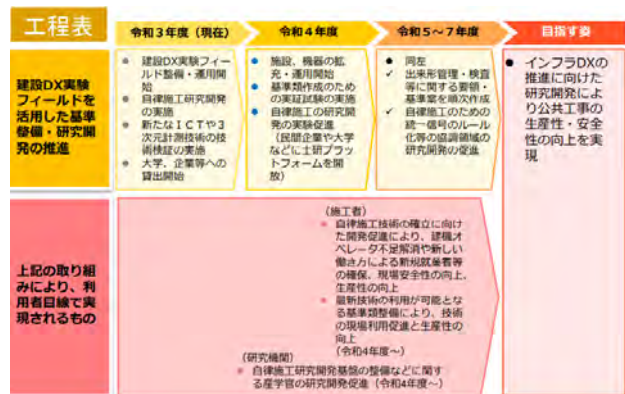 工程表
令和３年度（現在）
令和４年度
令和５～７年度
目指す姿
建設DX実験
フィールドを
活用した基準
整備・研究開
発の推進
● 建設DX実験フィー
ルド整備・運用開
始
● 自律施工研究開発
の実施
● 新たなＩＣＴや３
次元計測技術の技
術検証の実施
● 大学、企業等への
貸出開始
● 施設、機器の拡
充・運用開始
● 基準類作成のため
の実証試験の実施
● 自律施工の研究開
発の実験促進
（民間企業や大学
などに土研プラッ
トフォームを開
放）
● 同左
✓ 出来形管理・検査
等に関する要領・
基準案を順次作成
✓ 自律施工のための
統一信号のルール
化等の協調領域の
研究開発の促進
● インフラDXの
推進に向けた
研究開発によ
り公共工事の
生産性・安全
性の向上を実
現
上記の取り組
みにより、利
用者目線で実
現されるもの
（施工者）
● 自律施工技術の確立に向け
た開発促進により、建機オ
ペレータ不足解消や新しい
働き方による新規就業者等
の確保、現場安全性の向上、
生産性の向上
● 最新技術の利用が可能とな
る基準類整備により、技術
の現場利用促進と生産性の
向上
（令和4年度～）
（研究機関）
● 自律施工研究開発基盤の整備などに関す
る産学官の研究開発促進（令和4年度～）